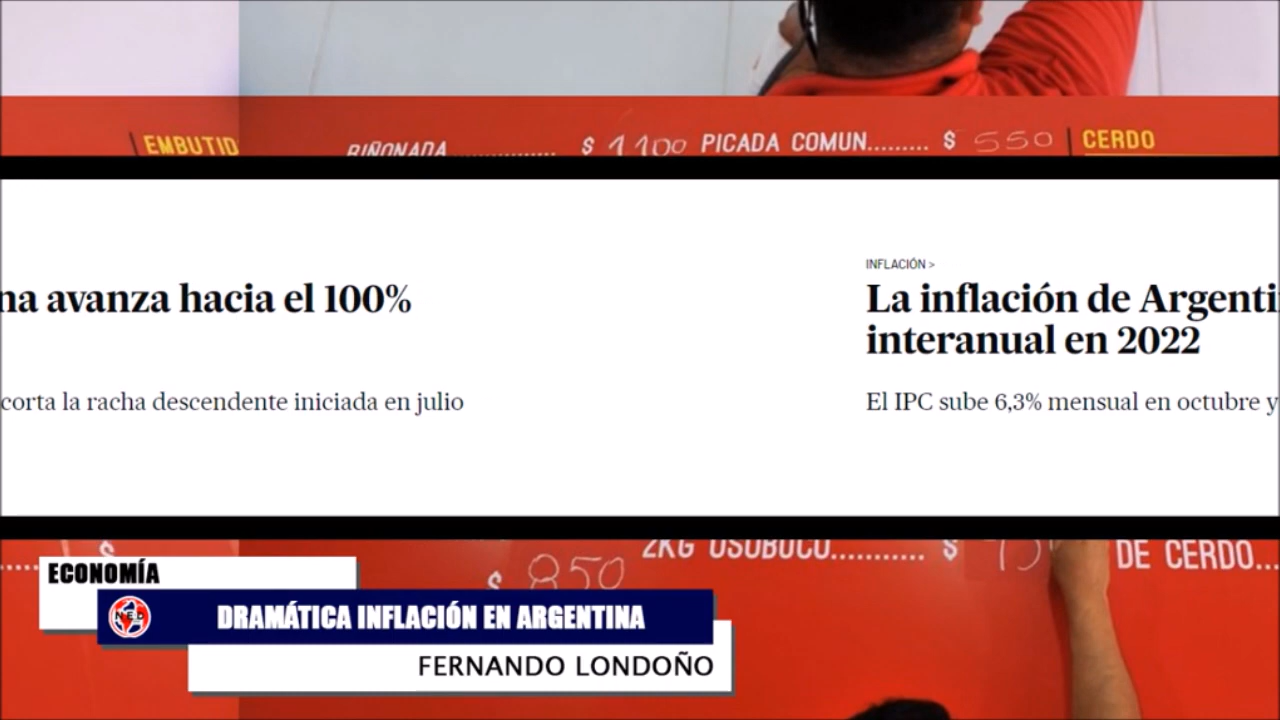 EMBUTID
RIÑONADA.................. $ 1100 PICADA COMUN......... $ 550 CERDO
na avanza hacia el 100%
corta la racha descendente iniciada en julio
INFLACIÓN >
La inflación de Argenti
interanual en 2022
El IPC sube 6,3% mensual en octubre y
2KG OSOBUCO............ $
$ 850
DE CERDO...
ECONOMÍA
DRAMÁTICA INFLACIÓN EN ARGENTINA
FERNANDO LONDOÑO